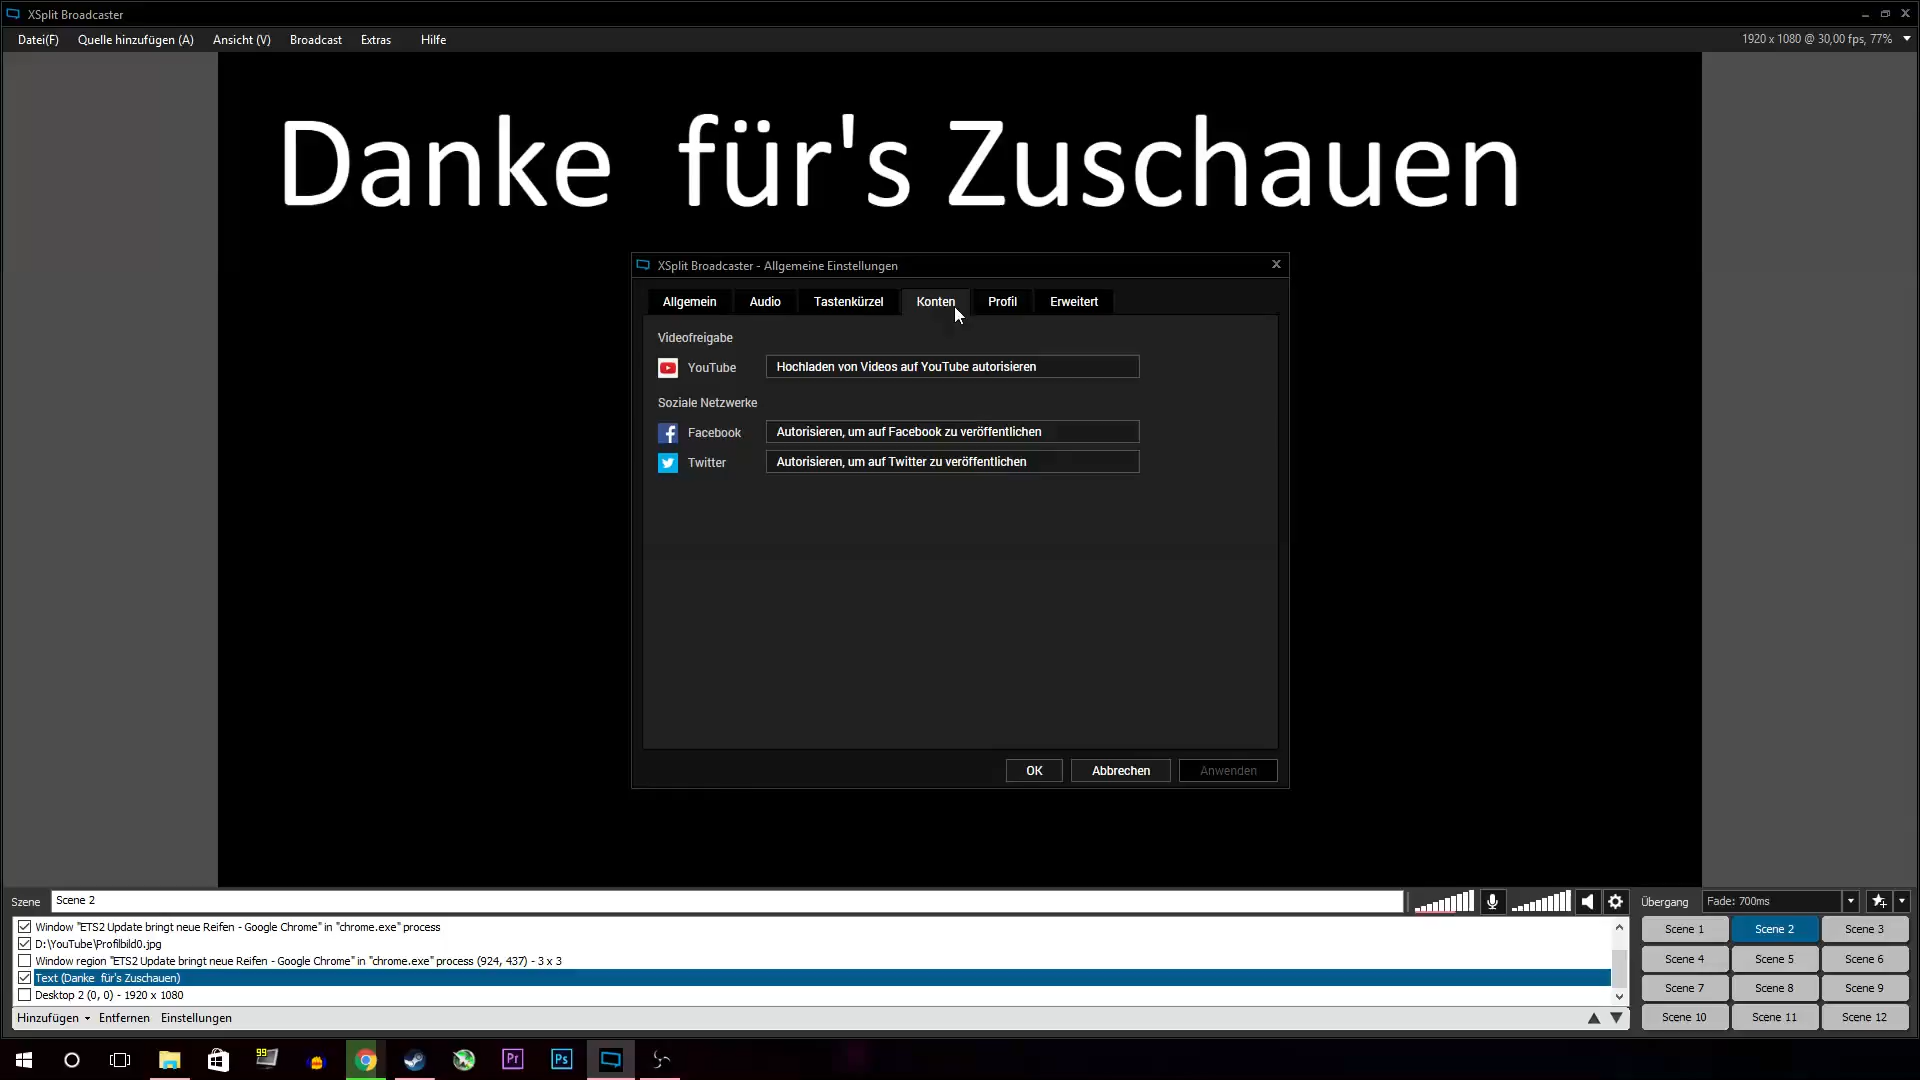 XSplit Broadcaster
Datei(F) Quelle hinzufügen (A) Ansicht (V) Broadcast Extras Hilfe 1920 x 1080 @ 30,00 fps, 77%
Danke für's Zuschauen
XSplit Broadcaster - Allgemeine Einstellungen
Allgemein Audio Tastenkürzel Konten Profil Erweitert
Videofreigabe
YouTube Hochladen von Videos auf YouTube autorisieren
Soziale Netzwerke
Facebook Autorisieren, um auf Facebook zu veröffentlichen
Twitter Autorisieren, um auf Twitter zu veröffentlichen
OK Abbrechen Anwenden
Szene Scene 2 Übergang Fade: 700ms
Window "ETS2 Update bringt neue Reifen - Google Chrome" in "chrome.exe" process
D:\YouTube\Profilbild0.jpg
Window region "ETS2 Update bringt neue Reifen - Google Chrome" in "chrome.exe" process (924, 437) - 3 x 3
Text (Danke für's Zuschauen)
Desktop 2 (0, 0) - 1920 x 1080
Hinzufügen Entfernen Einstellungen
Scene 1 Scene 2 Scene 3
Scene 4 Scene 5 Scene 6
Scene 7 Scene 8 Scene 9
Scene 10 Scene 11 Scene 12
99 Pr Ps